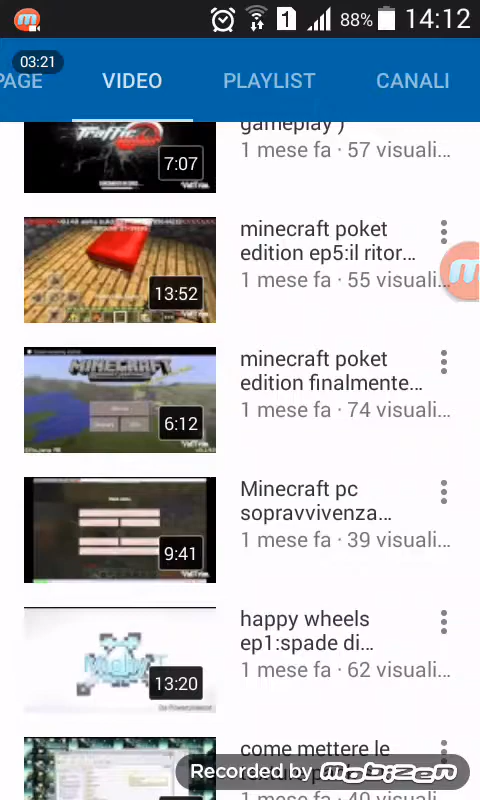 88% 14:12
03:21
PAGE VIDEO PLAYLIST CANALI
gameplay )
1 mese fa · 57 visuali...
7:07
minecraft poket
edition ep5:il ritor...
1 mese fa · 55 visuali...
13:52
minecraft poket
edition finalmente...
1 mese fa · 74 visuali...
MINECRAFT
6:12
Minecraft pc
sopravvivenza...
1 mese fa · 39 visuali...
9:41
happy wheels
ep1:spade di...
1 mese fa · 62 visuali...
13:20
come mettere le
Recorded by mobizen